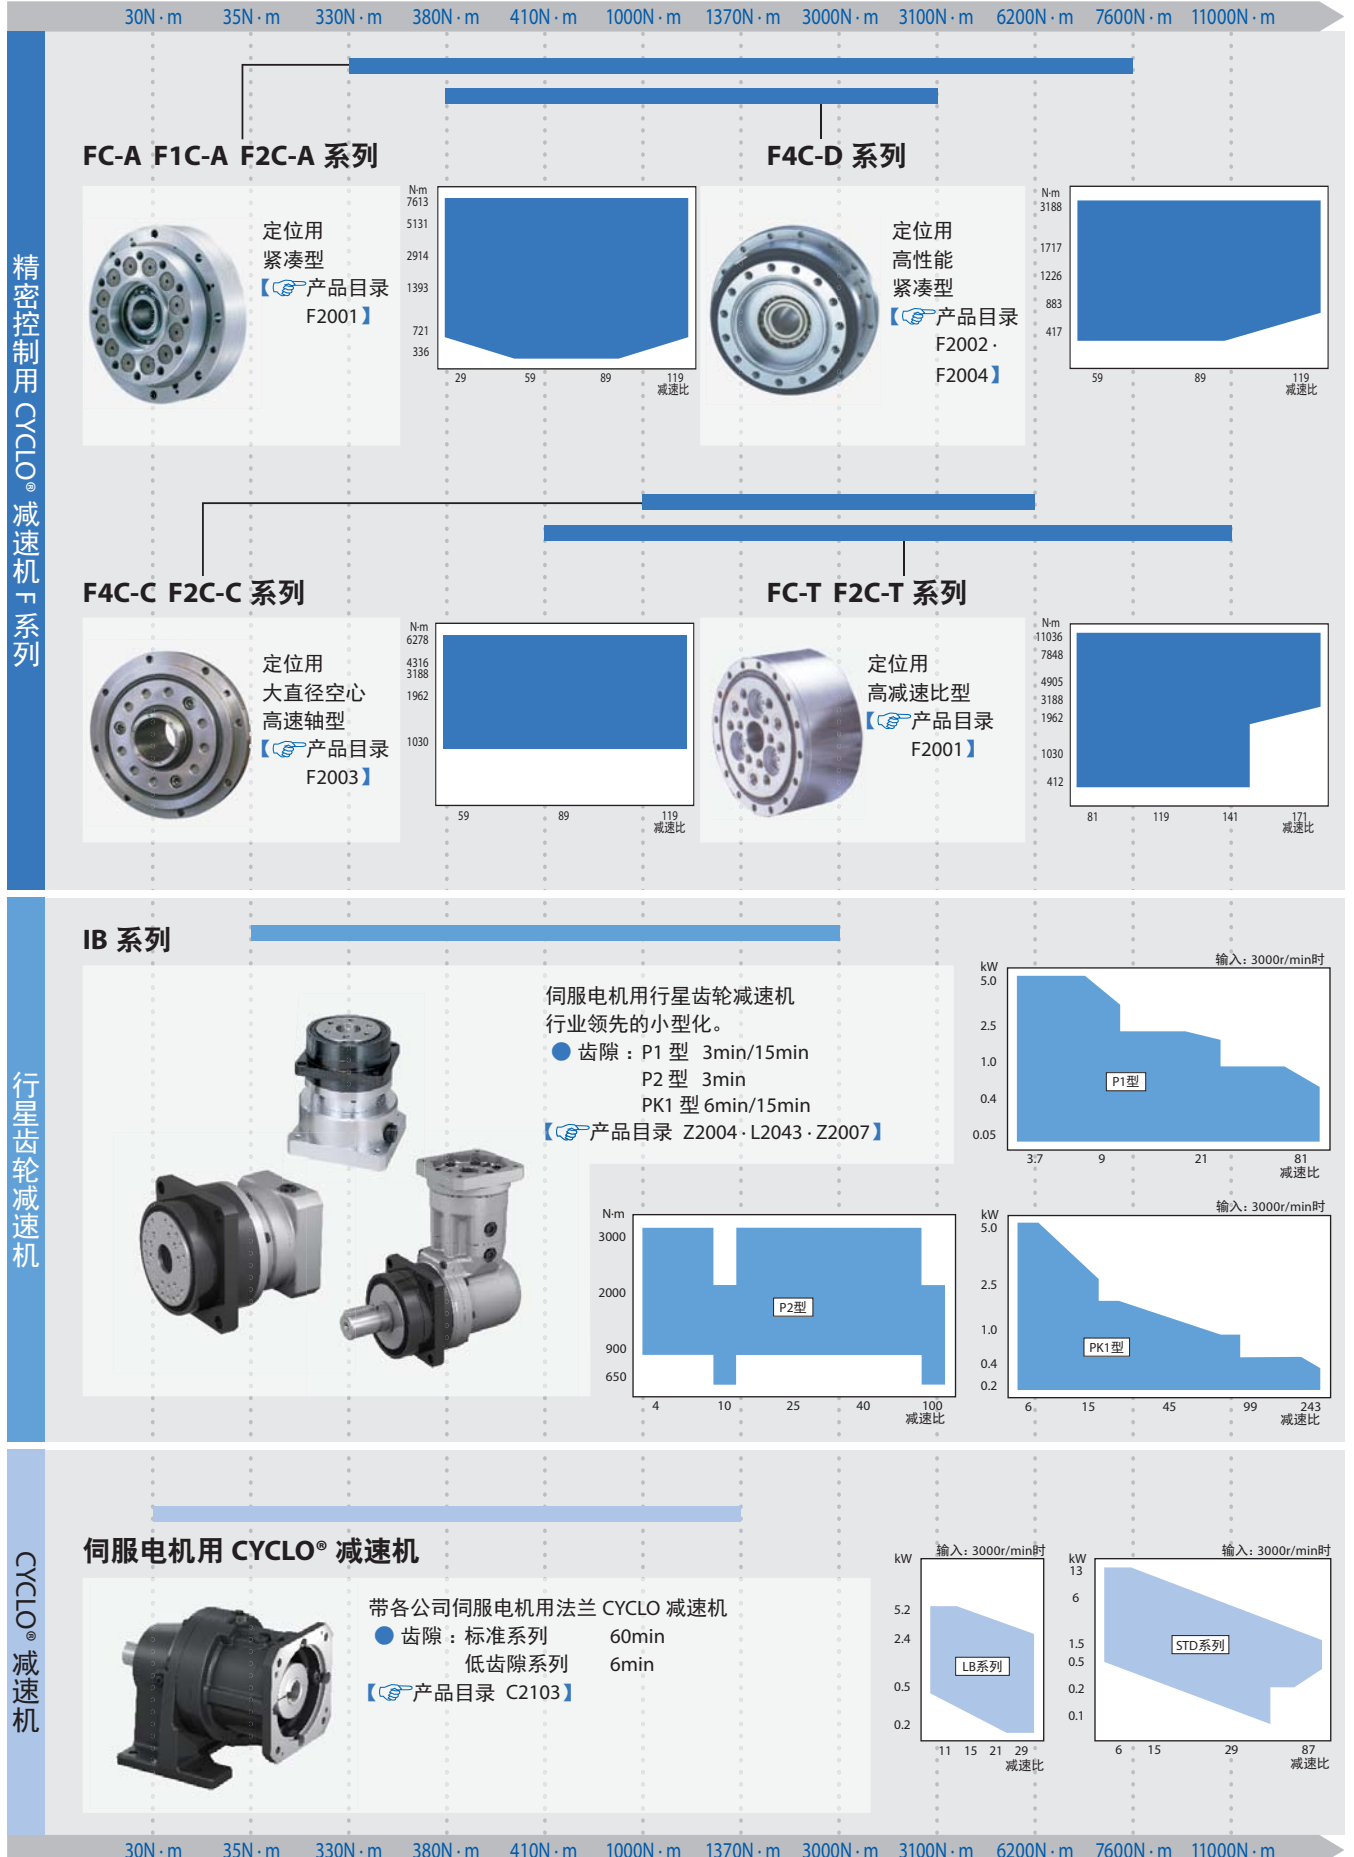 30N · m 35N · m 330N · m 380N · m 410N · m 1000N · m 1370N · m 3000N · m 3100N · m 6200N · m 7600N · m 11000N · m
精密控制用 CYCLO® 减速机 F 系列
FC-A F1C-A F2C-A 系列
定位用
紧凑型
【产品目录
F2001】
N·m
7613
5131
2914
1393
721
336
29 59 89 119
减速比
F4C-D 系列
定位用
高性能
紧凑型
【产品目录
F2002 ·
F2004】
N·m
3188
1717
1226
883
417
59 89 119
减速比
F4C-C F2C-C 系列
定位用
大直径空心
高速轴型
【产品目录
F2003】
N·m
6278
4316
3188
1962
1030
59 89 119
减速比
FC-T F2C-T 系列
定位用
高减速比型
【产品目录
F2001】
N·m
11036
7848
4905
3188
1962
1030
412
81 119 141 171
减速比
行星齿轮减速机
IB 系列
伺服电机用行星齿轮减速机
行业领先的小型化。
● 齿隙：P1 型 3min/15min
P2 型 3min
PK1 型 6min/15min
【产品目录 Z2004 · L2043 · Z2007】
输入: 3000r/min时
kW
5.0
2.5
1.0
0.4
0.05
P1型
3.7 9 21 81
减速比
N·m
3000
2000
900
650
P2型
4 10 25 40 100
减速比
输入: 3000r/min时
kW
5.0
2.5
1.0
0.4
0.2
PK1型
6 15 45 99 243
减速比
CYCLO® 减速机
伺服电机用 CYCLO® 减速机
带各公司伺服电机用法兰 CYCLO 减速机
● 齿隙：标准系列 60min
低齿隙系列 6min
【产品目录 C2103】
输入: 3000r/min时
kW
5.2
2.4
0.5
0.2
LB系列
11 15 21 29
减速比
输入: 3000r/min时
kW
13
6
1.5
0.5
0.2
0.1
STD系列
6 15 29 87
减速比
30N · m 35N · m 330N · m 380N · m 410N · m 1000N · m 1370N · m 3000N · m 3100N · m 6200N · m 7600N · m 11000N · m